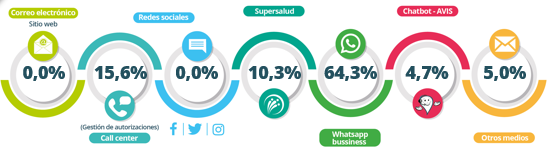 Correo electrónico
Sitio web
0,0%
15,6%
(Gestión de autorizaciones)
Call center
Redes sociales
0,0%
Supersalud
10,3%
64,3%
Whatsapp
bussiness
Chatbot - AVIS
4,7%
5,0%
Otros medios